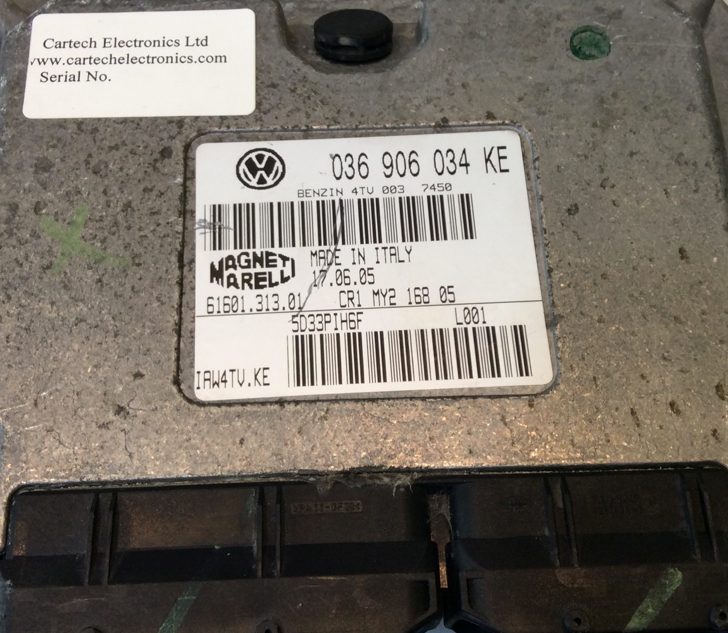 Cartech Electronics Ltd
www.cartechelectronics.com
Serial No.
VW 036 906 034 KE
BENZIN 4TV 003 7450
MAGNETI MARELLI
MADE IN ITALY
17.06.05
61601.313.01 CR1 MY2 168 05
5D33PIH6F L001
IAW4TV.KE